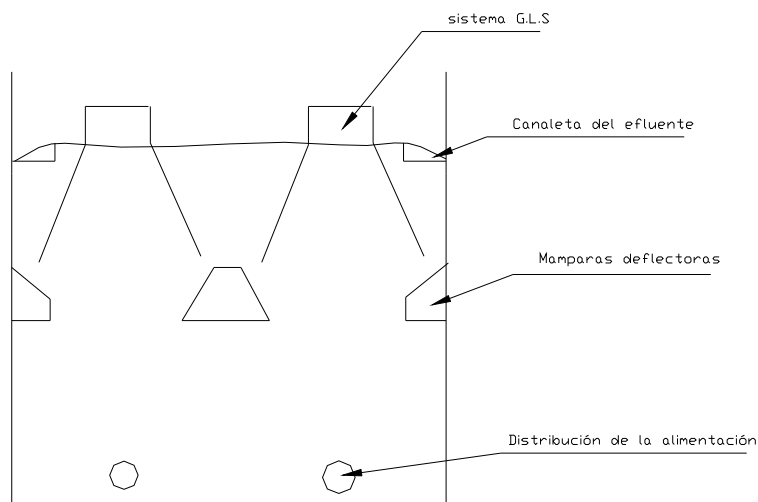 sistema G.L.S
Canaleta del efluente
Mamparas deflectoras
Distribución de la alimentación